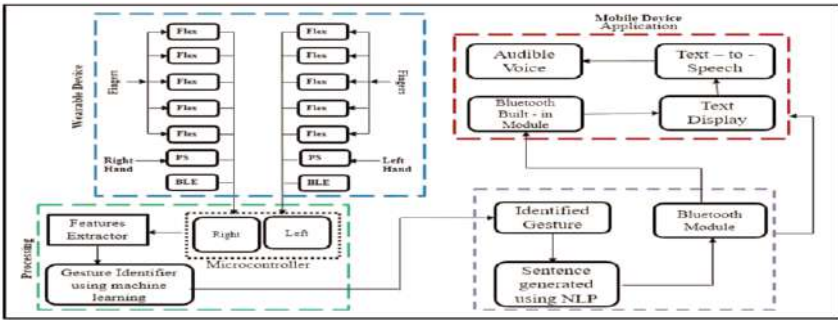 Wearable Device
Fingers
Flex
Flex
Flex
Flex
Flex
Right
Hand
PS
BLE
Flex
Flex
Flex
Flex
Flex
Fingers
PS
Left
Hand
BLE
Mobile Device
Application
Audible
Voice
Text – to -
Speech
Bluetooth
Built - in
Module
Text
Display
Processing
Features
Extractor
Right
Left
Microcontroller
Gesture Identifier
using machine
learning
Identified
Gesture
Bluetooth
Module
Sentence
generated
using NLP